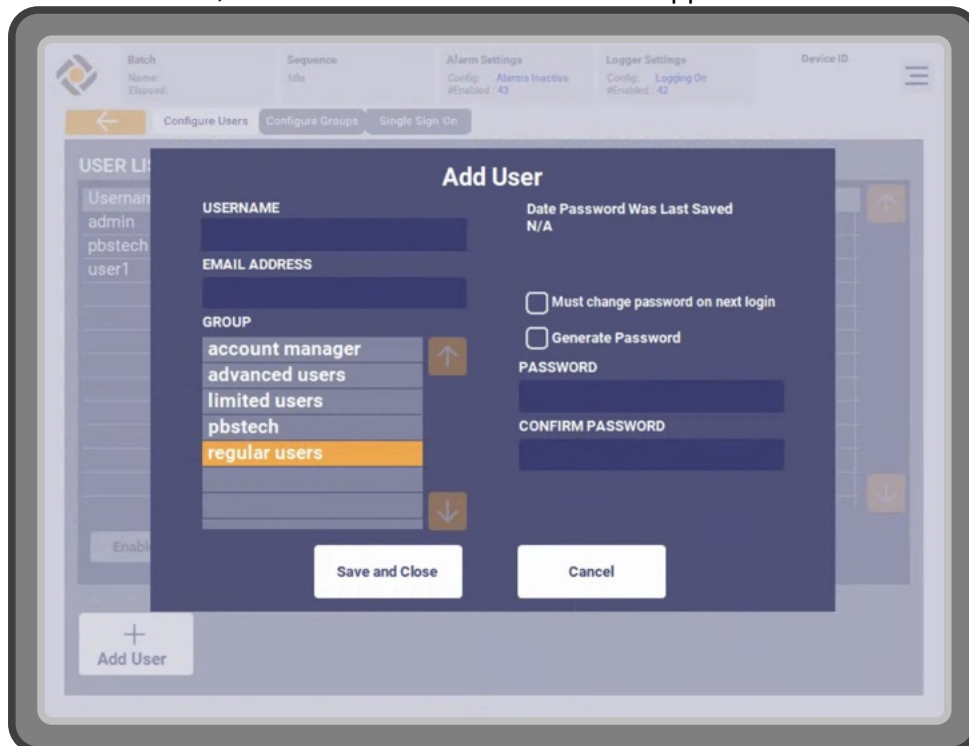 Batch
Name:
Elapsed:
Sequence
Idle
Alarm Settings
Config: Alarms Inactive
#Enabled : 43
Logger Settings
Config: Logging On
#Enabled : 42
Device ID
Configure Users
Configure Groups
Single Sign On
USER LI
Usernam
admin
pbstech
user1
Enabl
Add User
USERNAME
EMAIL ADDRESS
GROUP
account manager
advanced users
limited users
pbstech
regular users
Date Password Was Last Saved
N/A
Must change password on next login
Generate Password
PASSWORD
CONFIRM PASSWORD
Save and Close
Cancel
+
Add User